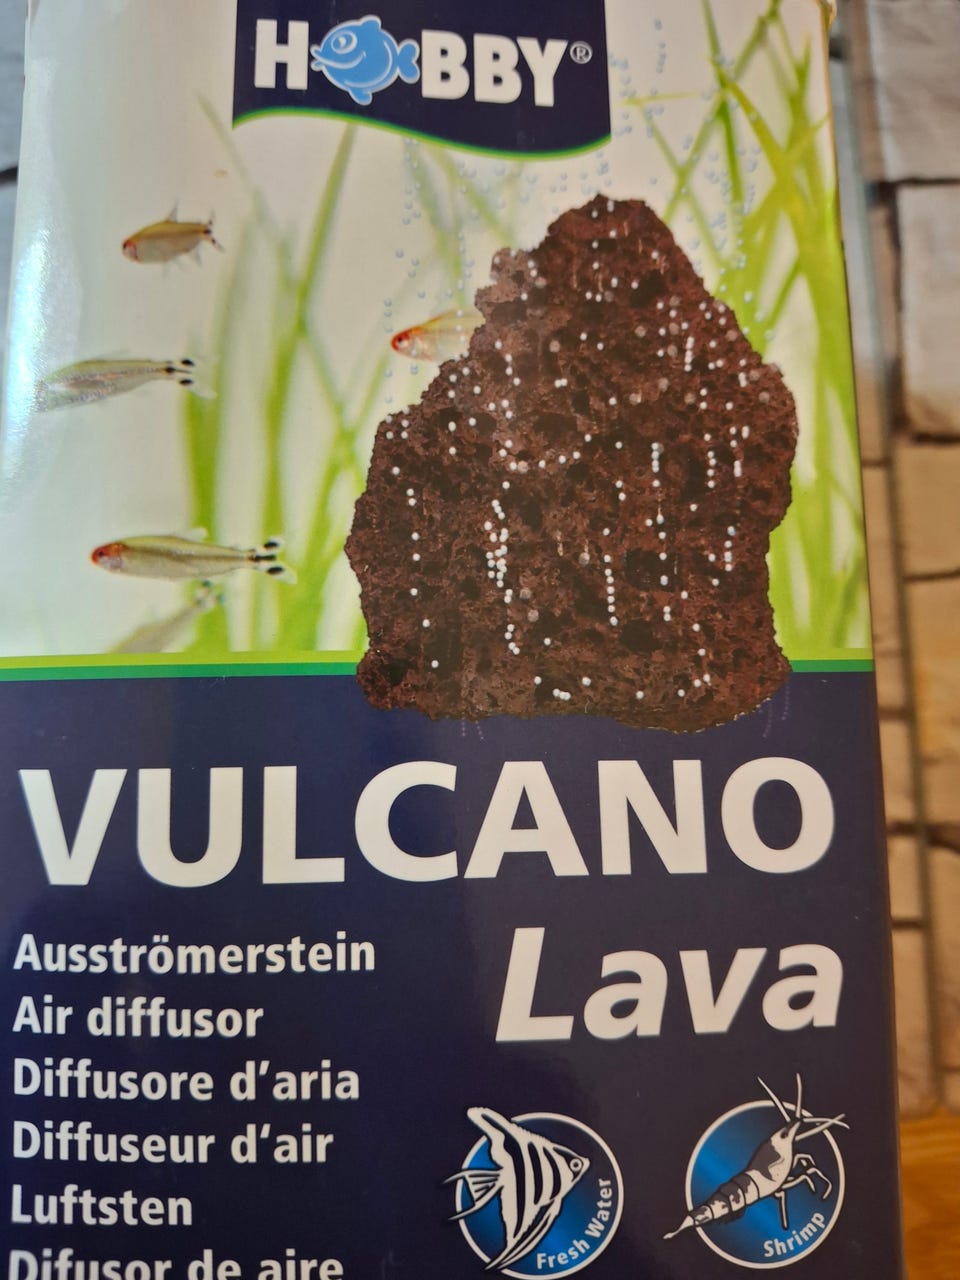 HOBBY®
VULCANO
Lava
Ausströmerstein
Air diffusor
Diffusore d’aria
Diffuseur d‘air
Luftsten
Difusor de aire
Fresh Water
Shrimp